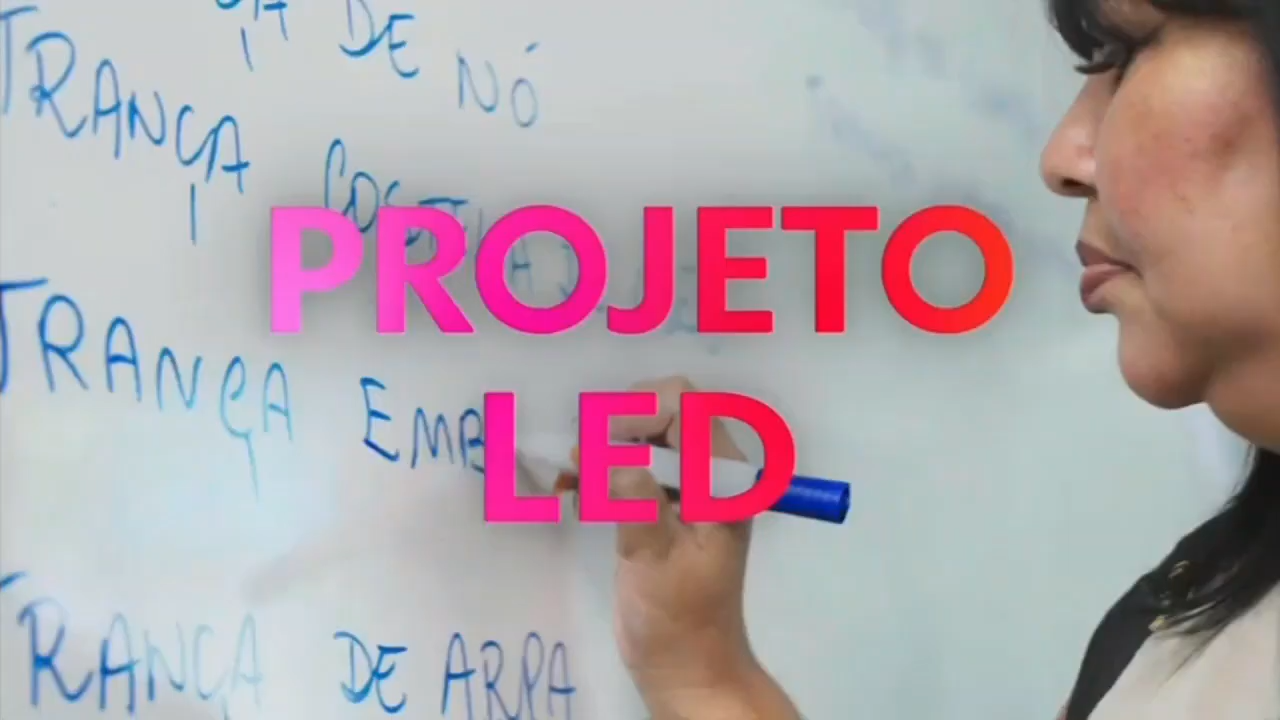 DE NÓ
TRANÇA
PROJETO
TRANÇA
LED
TRANÇA DE ARPA